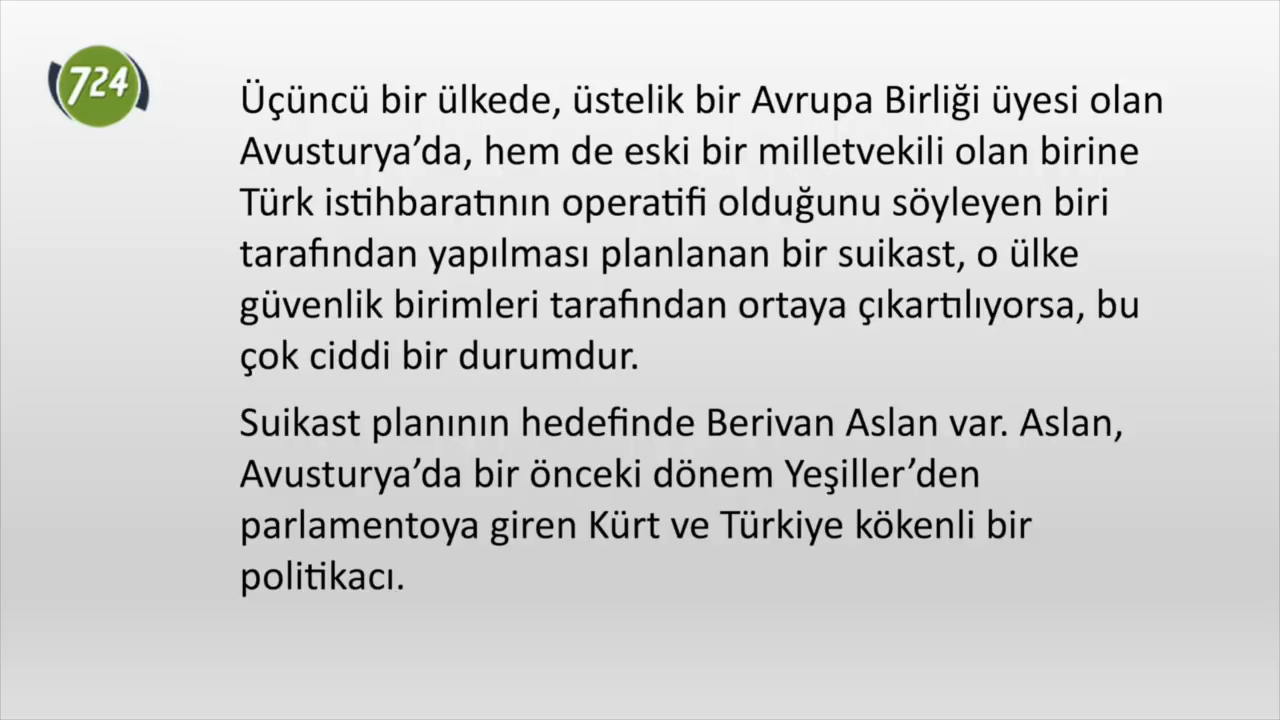 724
Üçüncü bir ülkede, üstelik bir Avrupa Birliği üyesi olan
Avusturya’da, hem de eski bir milletvekili olan birine
Türk istihbaratının operatifi olduğunu söyleyen biri
tarafından yapılması planlanan bir suikast, o ülke
güvenlik birimleri tarafından ortaya çıkartılıyorsa, bu
çok ciddi bir durumdur.
Suikast planının hedefinde Berivan Aslan var. Aslan,
Avusturya’da bir önceki dönem Yeşiller’den
parlamentoya giren Kürt ve Türkiye kökenli bir
politikacı.